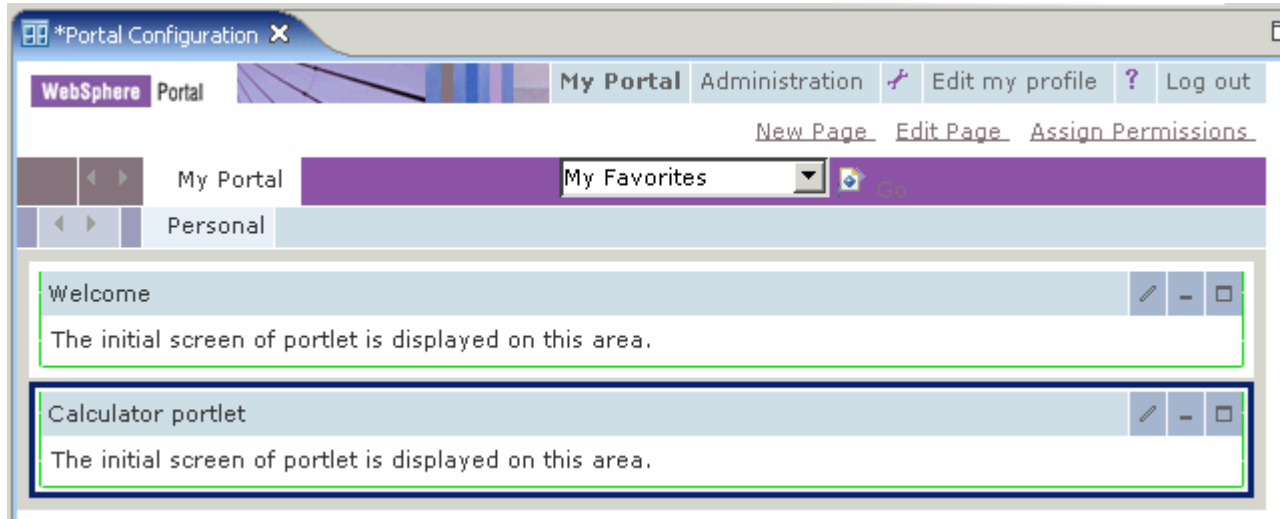 *Portal Configuration
WebSphere Portal My Portal Administration Edit my profile ? Log out
New Page Edit Page Assign Permissions
My Portal My Favorites Go
Personal
Welcome
The initial screen of portlet is displayed on this area.
Calculator portlet
The initial screen of portlet is displayed on this area.